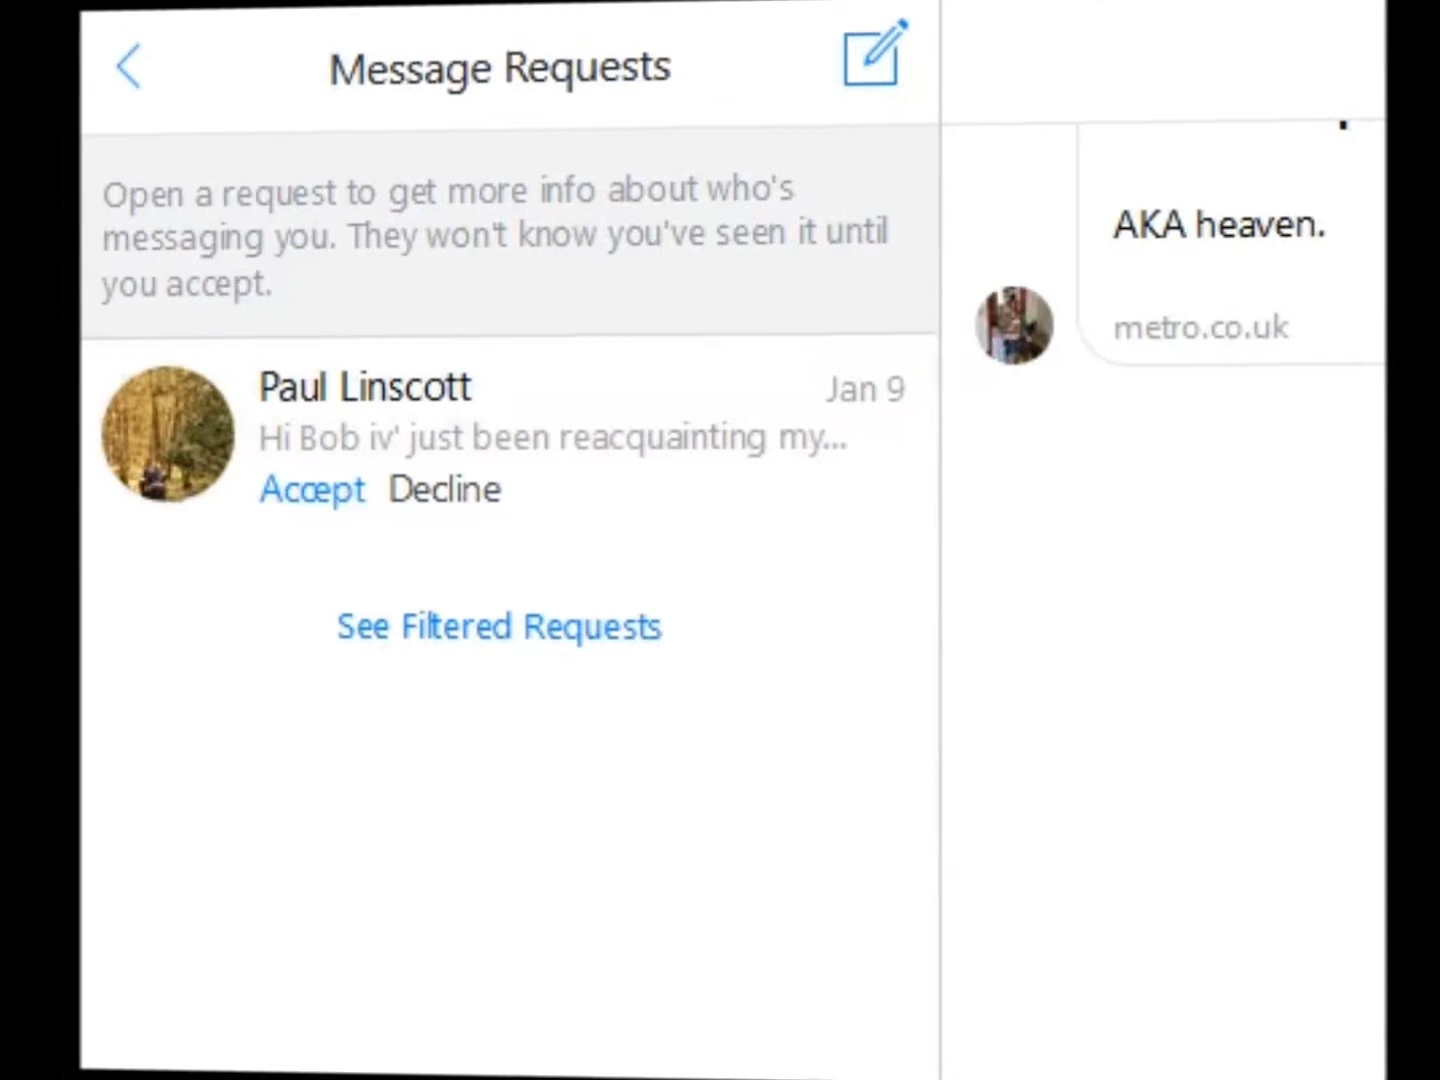 Message Requests
Open a request to get more info about who's
messaging you. They won't know you've seen it until
you accept.
Paul Linscott
Jan 9
Hi Bob iv' just been reacquainting my...
Accept Decline
See Filtered Requests
AKA heaven.
metro.co.uk